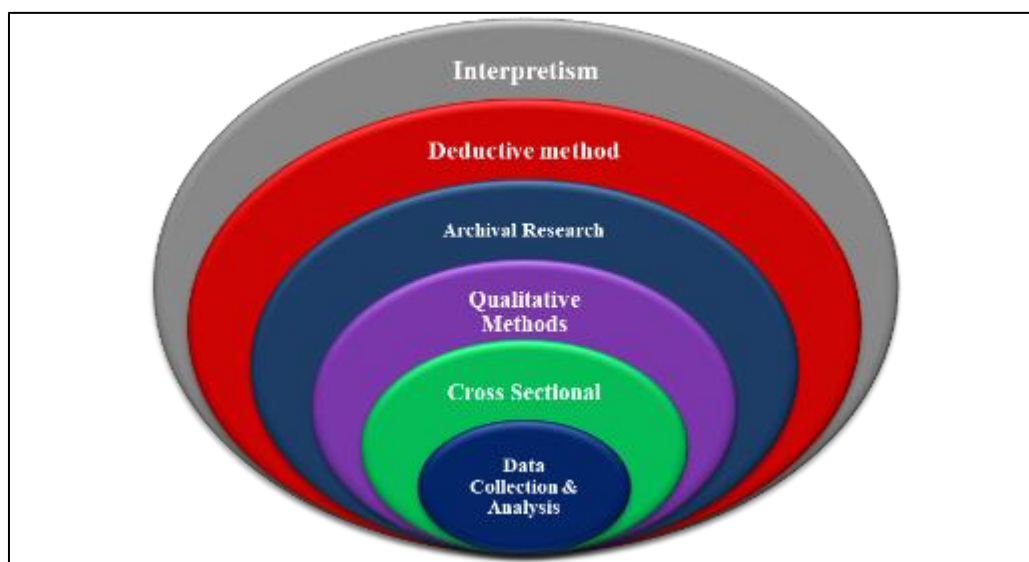 Interpretism
Deductive method
Archival Research
Qualitative
Methods
Cross Sectional
Data
Collection &
Analysis